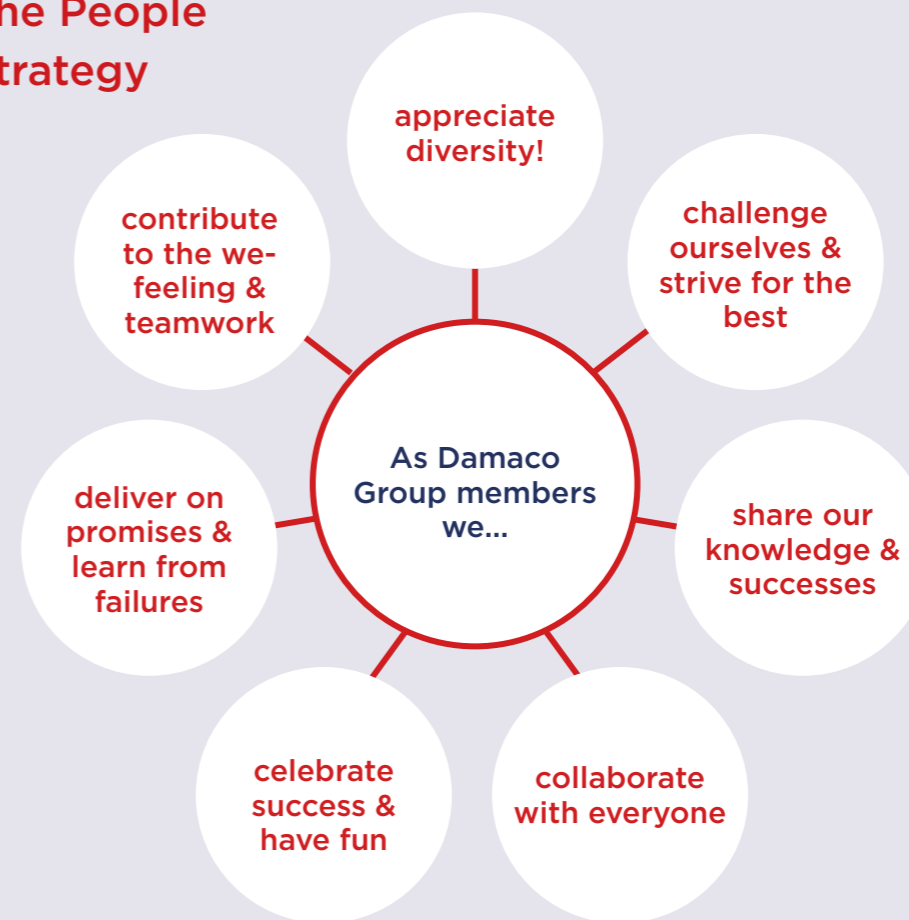 he People
trategy
appreciate
diversity!
challenge
ourselves &
strive for the
best
share our
knowledge &
successes
collaborate
with everyone
celebrate
success &
have fun
deliver on
promises &
learn from
failures
contribute
to the we-
feeling &
teamwork
As Damaco
Group members
we...